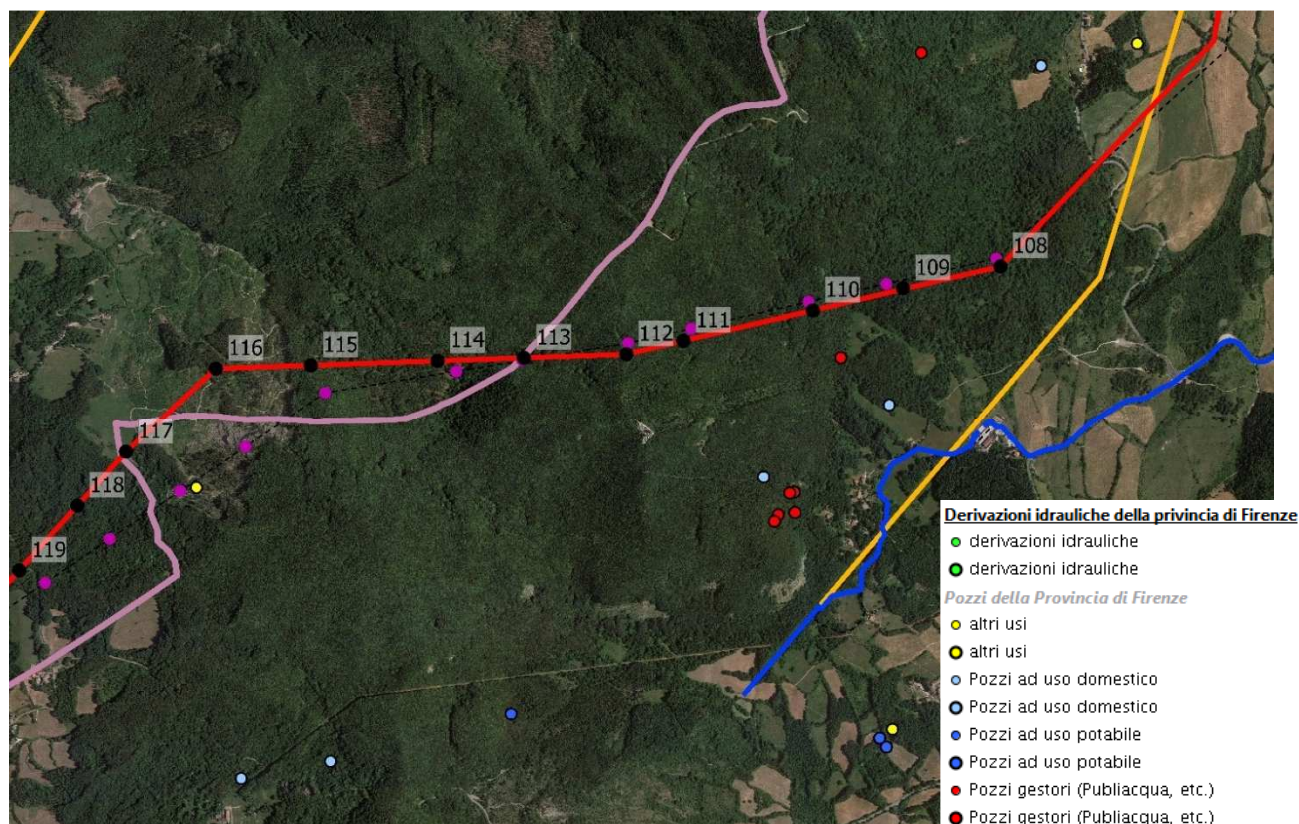 108
109
110
111
112
113
114
115
116
117
118
119
Derivazioni idrauliche della privincia di Firenze
derivazioni idrauliche
derivazioni idrauliche
Pozzi della Provincia di Firenze
altri usi
altri usi
Pozzi ad uso domestico
Pozzi ad uso domestico
Pozzi ad uso potabile
Pozzi ad uso potabile
Pozzi gestori (Publiacqua, etc.)
Pozzi gestori (Publiacqua, etc.)